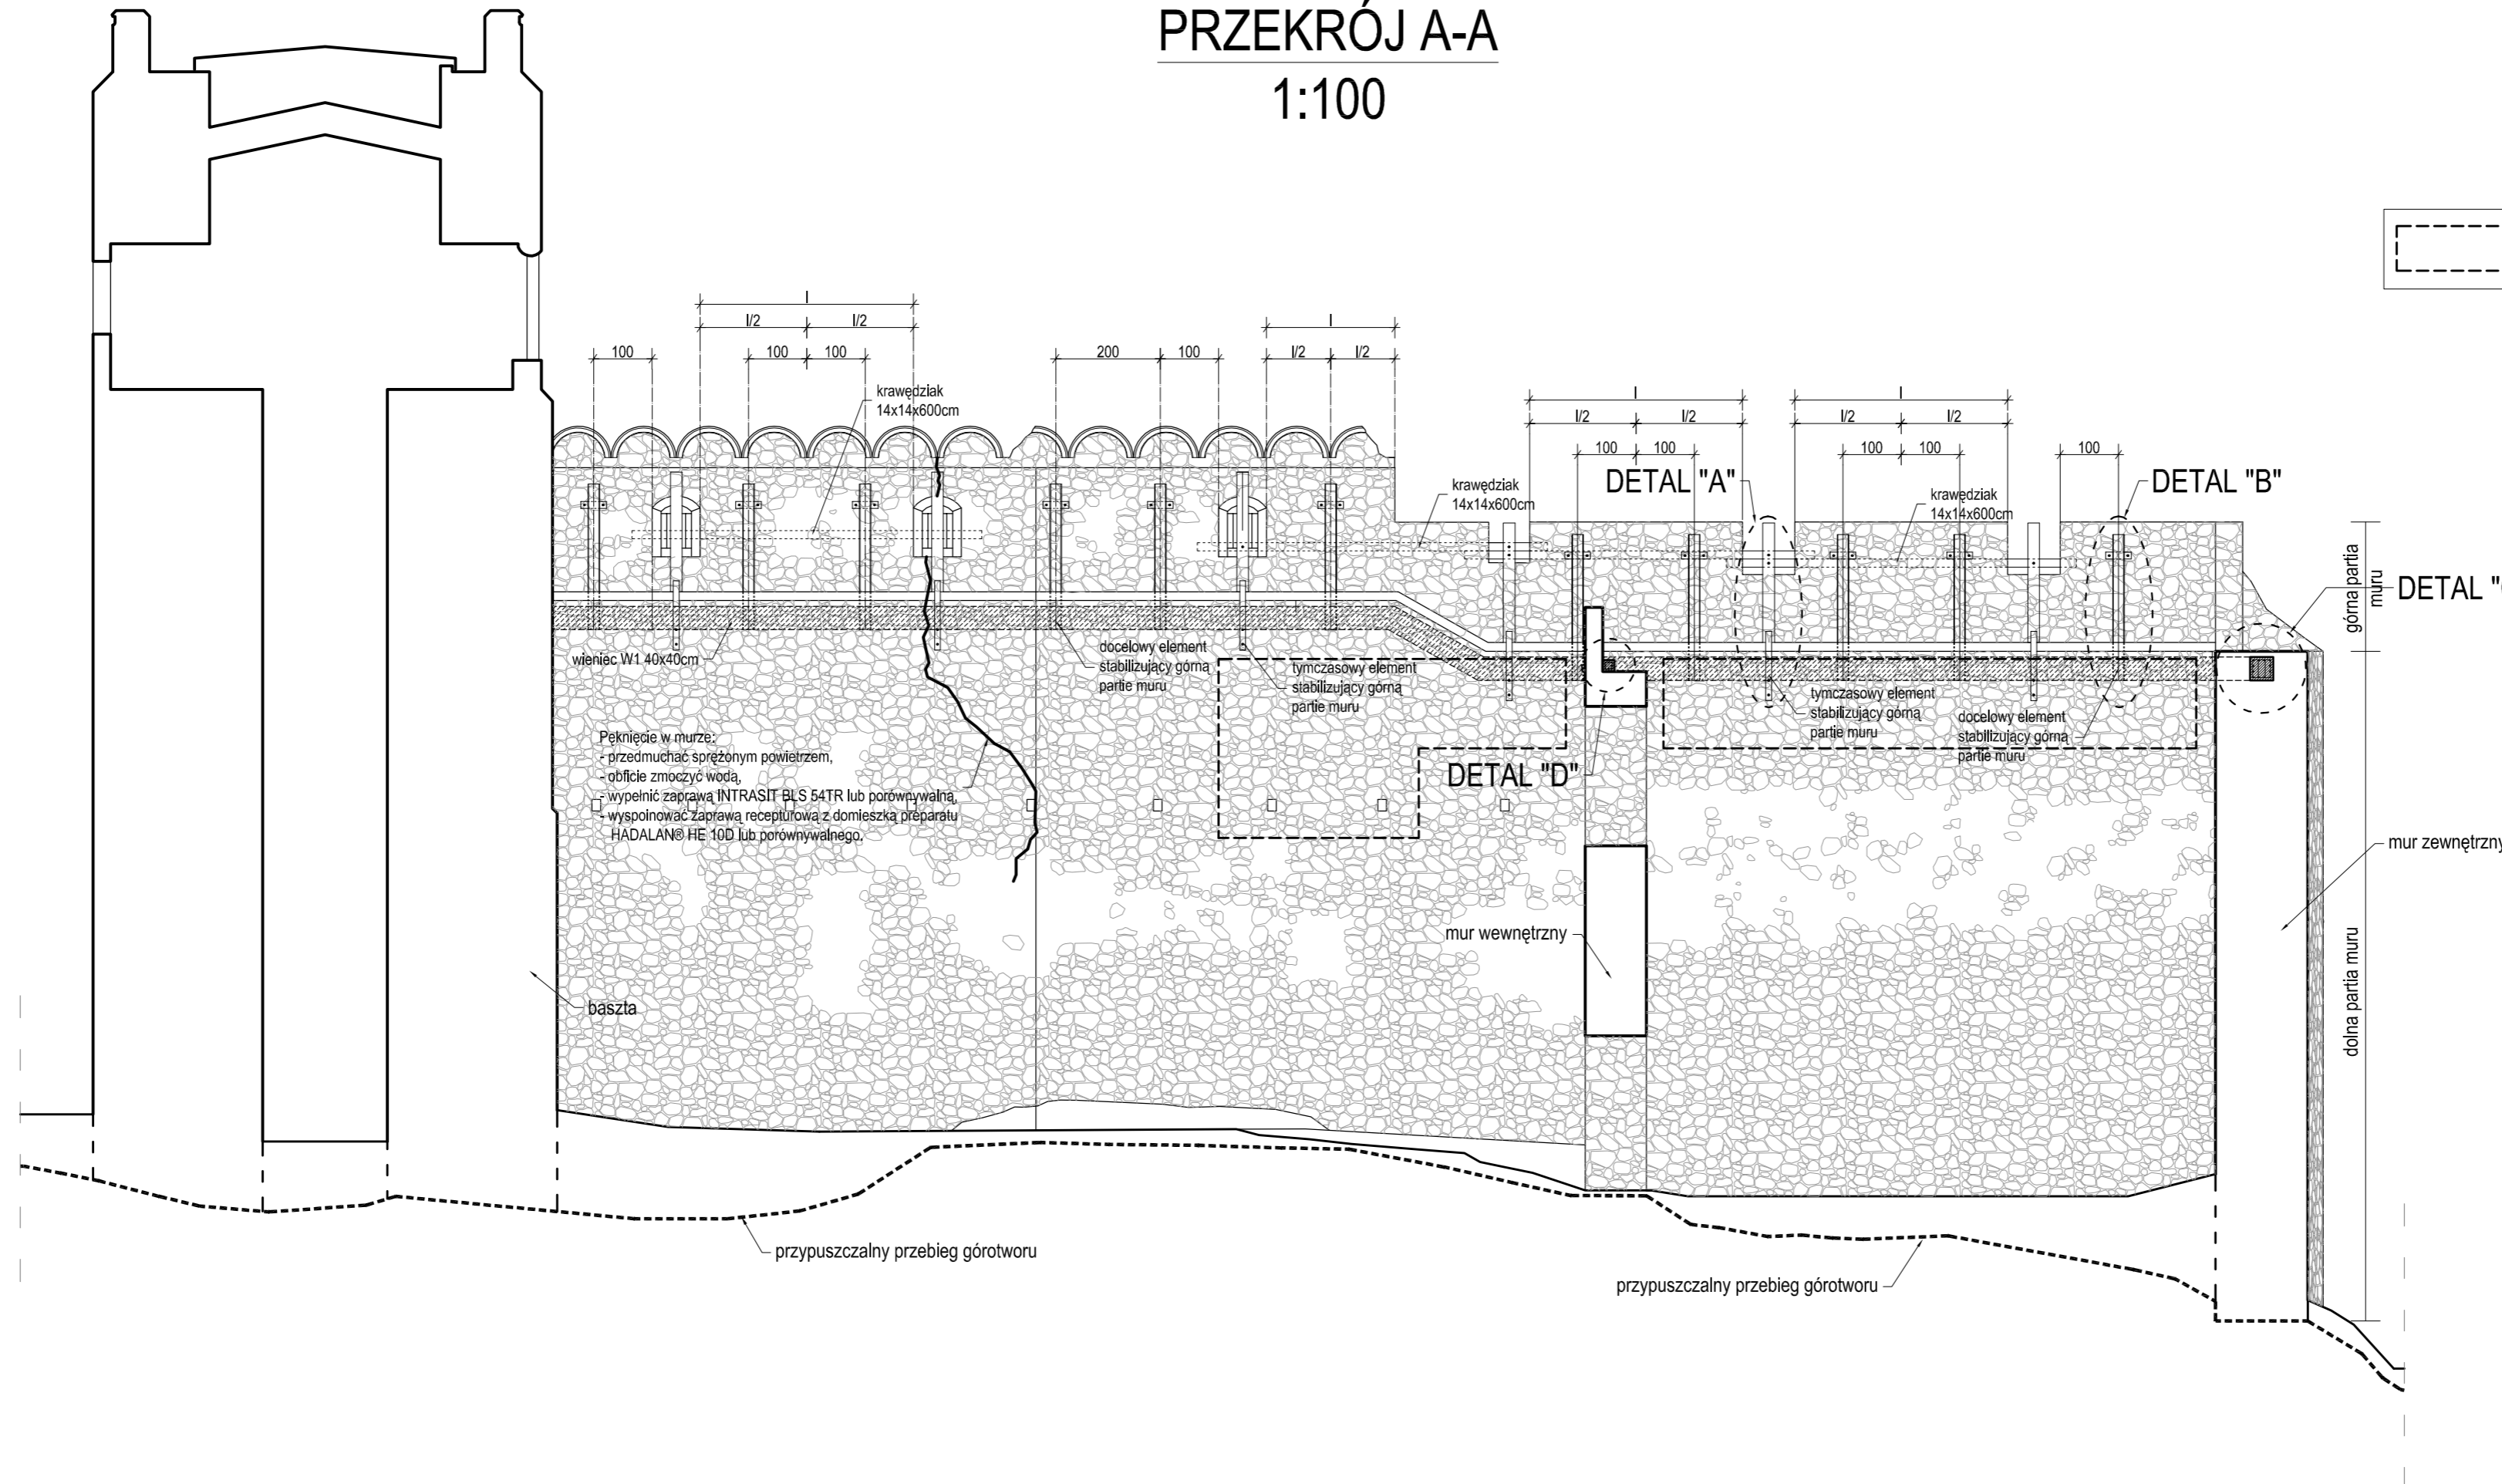 PRZEKRÓJ A-A
1:100
l
l/2
l/2
100
100
100
200
100
l
l/2
l/2
krawędziak
14x14x600cm
l
l/2
l/2
100
100
l
l/2
l/2
100
100
100
krawędziak
14x14x600cm
DETAL "A"
krawędziak
14x14x600cm
DETAL "B"
górna partia
muru
DETAL "
wieniec W1 40x40cm
docelowy element
stabilizujący górną
partie muru
tymczasowy element
stabilizujący górną
partie muru
tymczasowy element
stabilizujący górną
partie muru
docelowy element
stabilizujący górną
partie muru
Pęknięcie w murze:
- przedmuchać sprężonym powietrzem,
- obficie zmoczyć wodą,
- wypełnić zaprawą INTRASIT BLS 54TR lub porównywalną,
- wyspoinować zaprawą recepturową z domieszką preparatu
HADALAN® HE 10D lub porównywalnego.
DETAL "D"
mur zewnętrzny
mur wewnętrzny
dolna partia muru
baszta
przypuszczalny przebieg górotworu
przypuszczalny przebieg górotworu